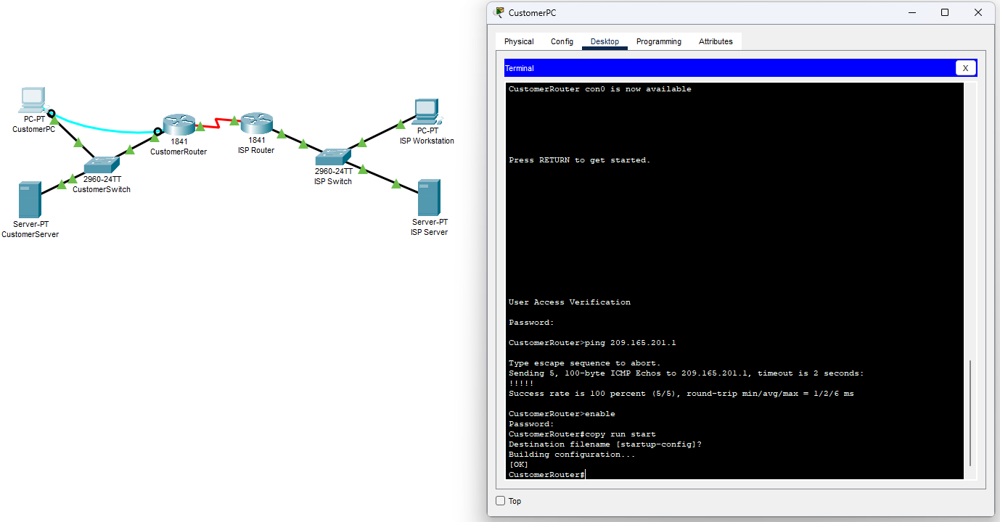 PC-PT
CustomerPC
1841
CustomerRouter
1841
ISP Router
PC-PT
ISP Workstation
2960-24TT
CustomerSwitch
2960-24TT
ISP Switch
Server-PT
CustomerServer
Server-PT
ISP Server
CustomerPC
Physical Config Desktop Programming Attributes
Terminal X
CustomerRouter con0 is now available
Press RETURN to get started.
User Access Verification
Password:
CustomerRouter>ping 209.165.201.1
Type escape sequence to abort.
Sending 5, 100-byte ICMP Echos to 209.165.201.1, timeout is 2 seconds:
!!!!!
Success rate is 100 percent (5/5), round-trip min/avg/max = 1/2/6 ms
CustomerRouter>enable
Password:
CustomerRouter#copy run start
Destination filename [startup-config]?
Building configuration...
[OK]
CustomerRouter#
Top